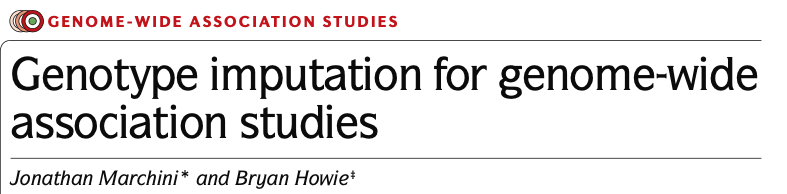 GENOME-WIDE ASSOCIATION STUDIES
Genotype imputation for genome-wide
association studies
Jonathan Marchini* and Bryan Howie‡